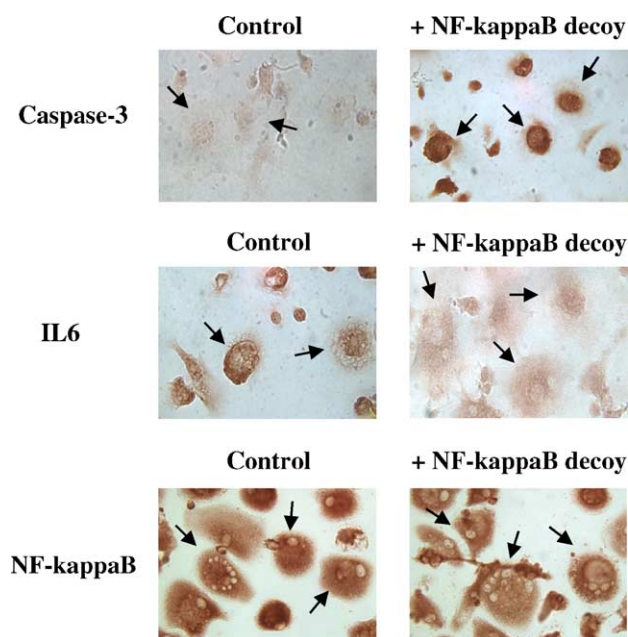 Control + NF-kappaB decoy
Caspase-3
Control + NF-kappaB decoy
IL6
Control + NF-kappaB decoy
NF-kappaB